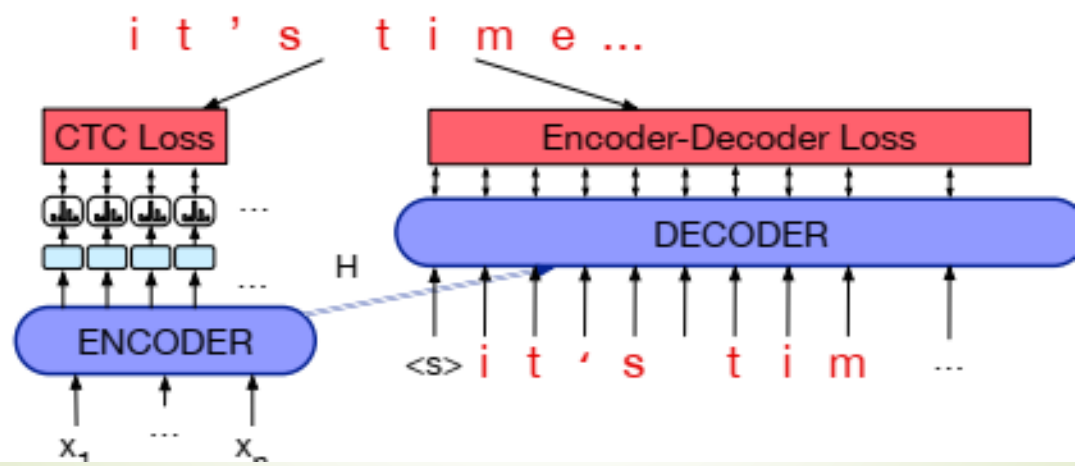 i t ' s t i m e ...
CTC Loss Encoder-Decoder Loss
... DECODER
H
...
ENCODER
<s> i t ‘ s t i m ...
x1 ... xn